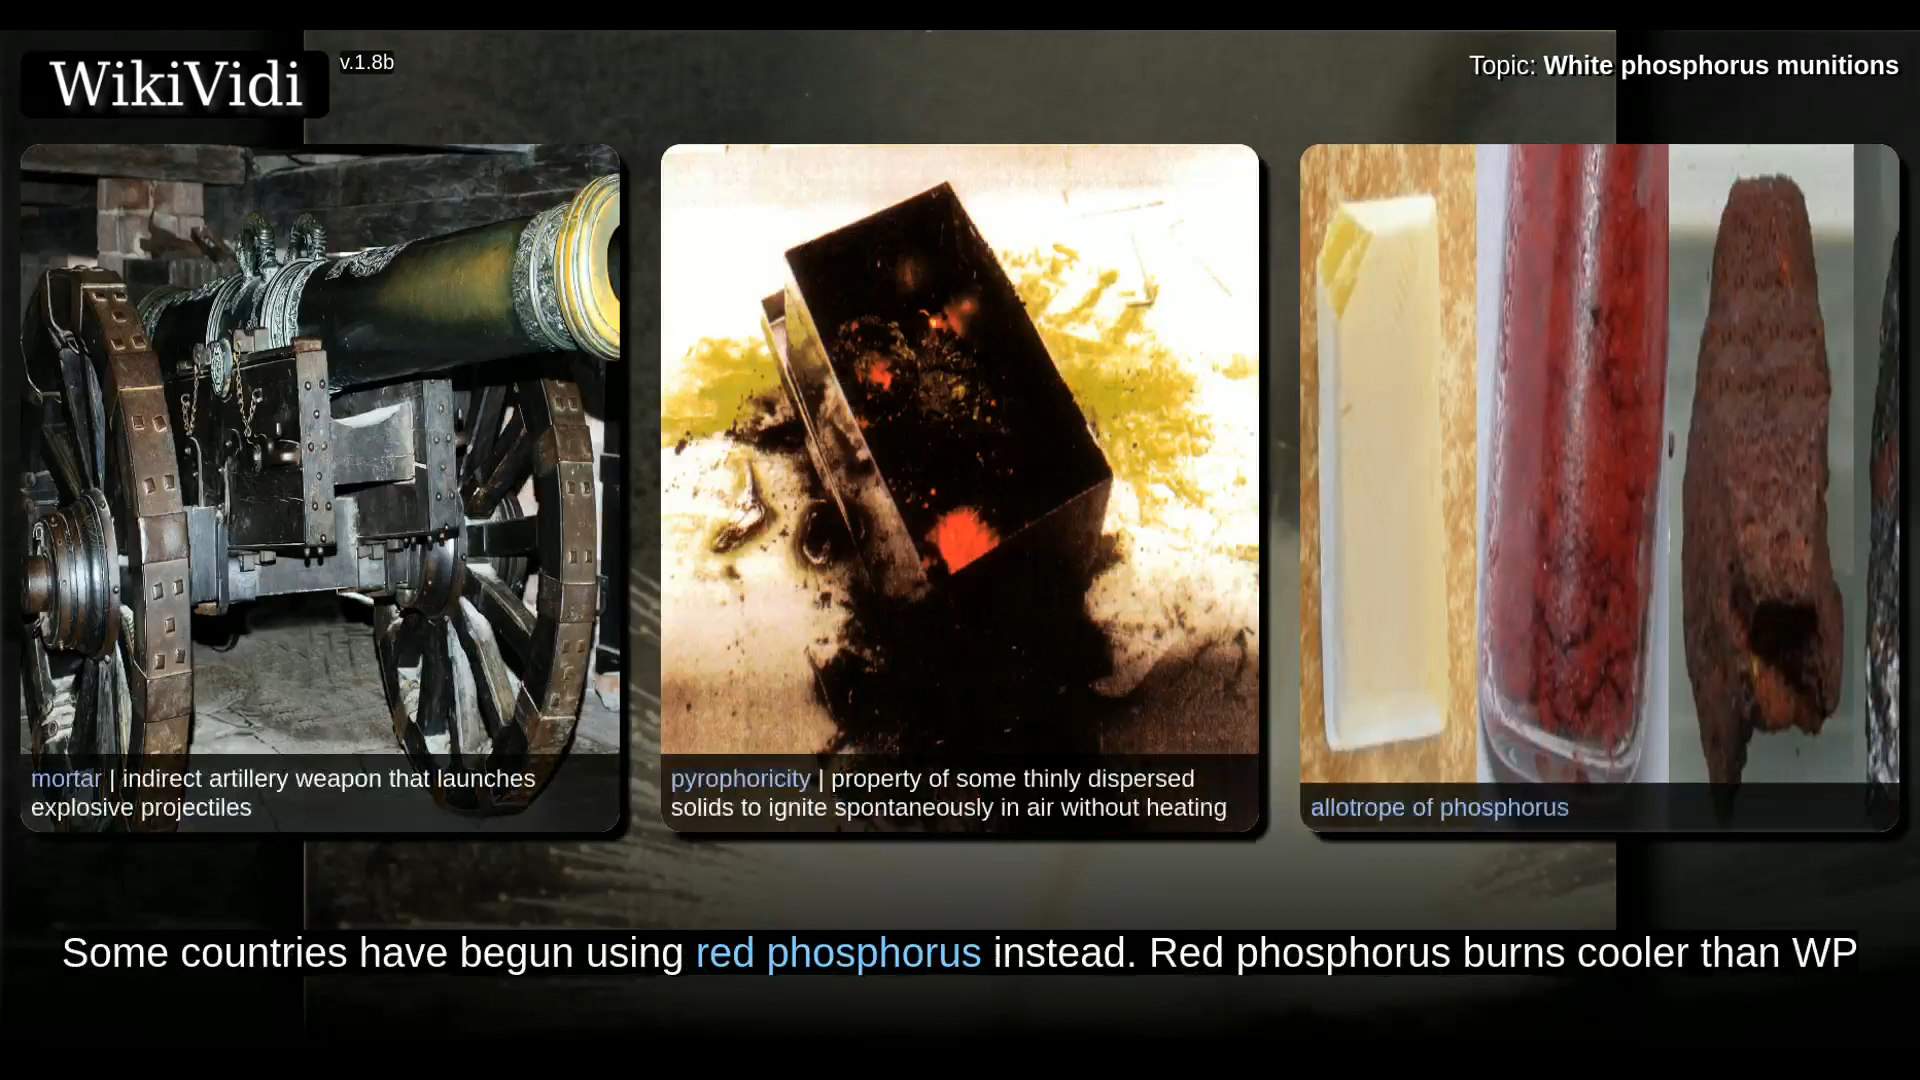 WikiVidi
v.1.8b
Topic: White phosphorus munitions
mortar | indirect artillery weapon that launches
explosive projectiles
pyrophoricity | property of some thinly dispersed
solids to ignite spontaneously in air without heating
allotrope of phosphorus
Some countries have begun using red phosphorus instead. Red phosphorus burns cooler than WP